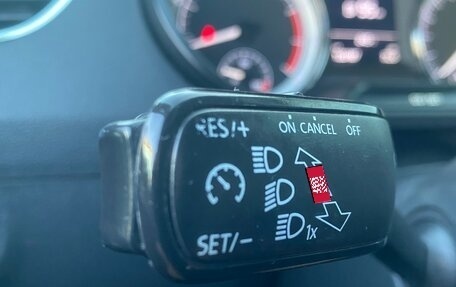 RES/+ ON CANCEL OFF
1x
SET/-